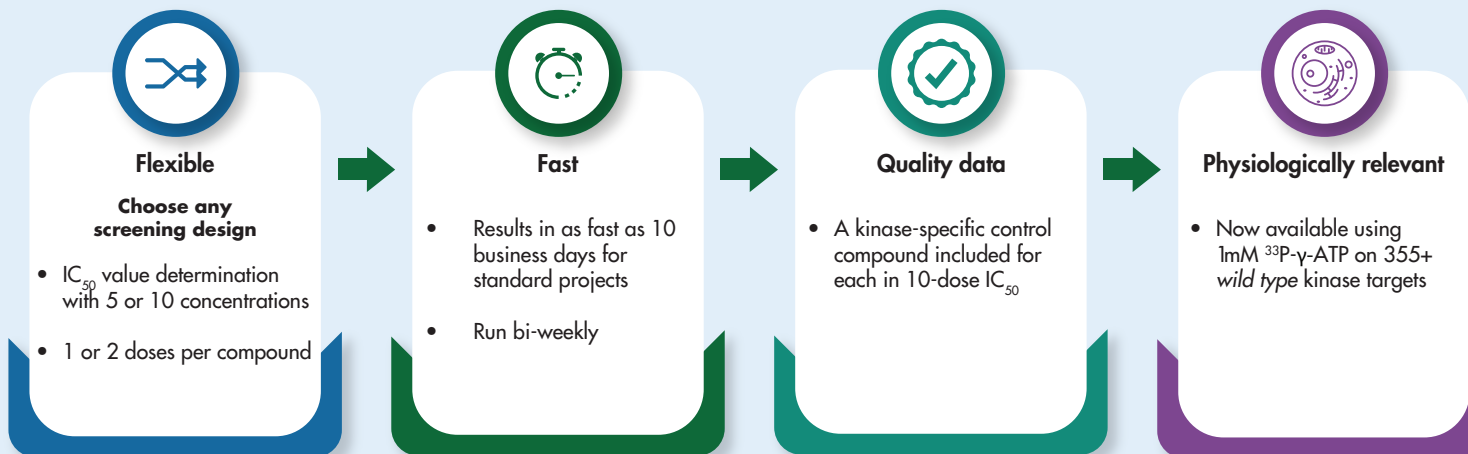 Flexible
Choose any
screening design
• IC50 value determination
with 5 or 10 concentrations
• 1 or 2 doses per compound
Fast
• Results in as fast as 10
business days for
standard projects
• Run bi-weekly
Quality data
• A kinase-specific control
compound included for
each in 10-dose IC50
Physiologically relevant
• Now available using
1mM ³³P-γ-ATP on 355+
wild type kinase targets